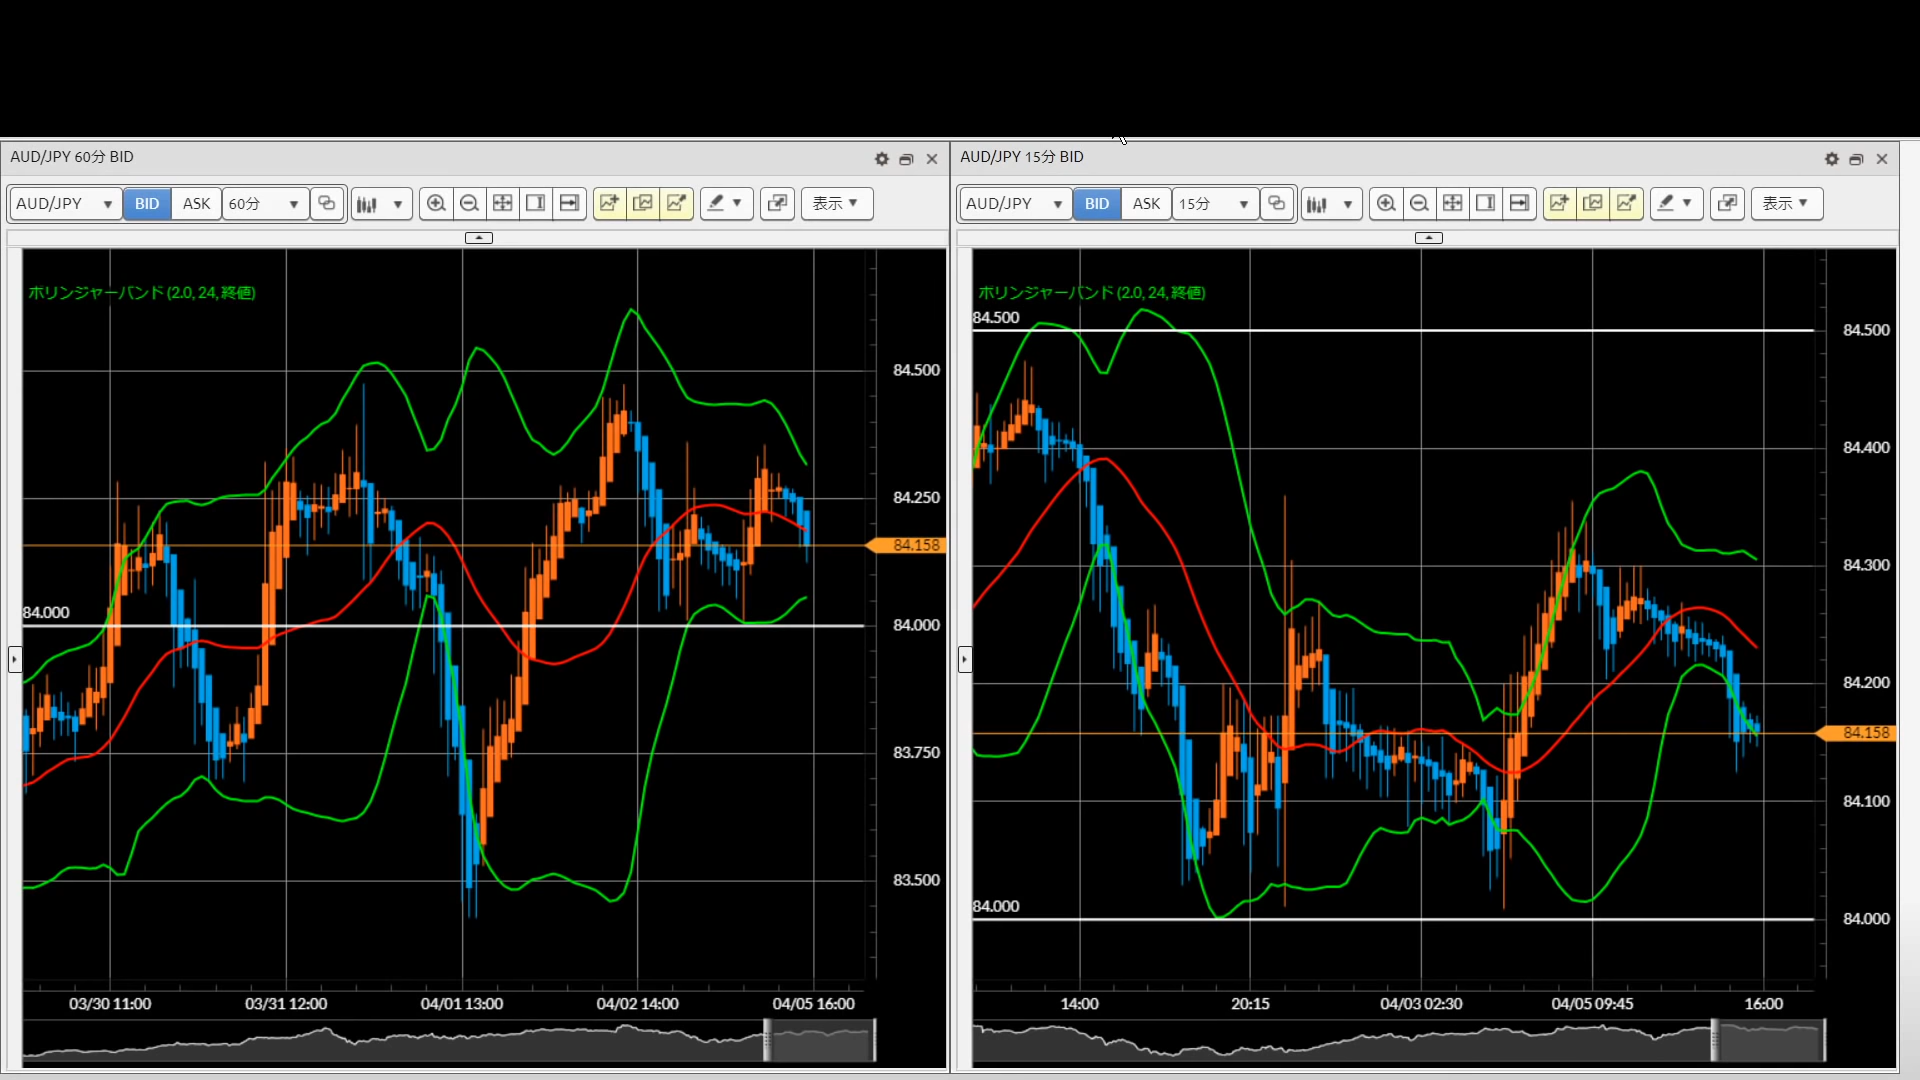 AUD/JPY 60分 BID
AUD/JPY BID ASK 60分 表示
ボリンジャーバンド (2.0, 24, 終値)
84.500
84.250
84.158
84.000
84.000
83.750
83.500
03/30 11:00 03/31 12:00 04/01 13:00 04/02 14:00 04/05 16:00
AUD/JPY 15分 BID
AUD/JPY BID ASK 15分 表示
ボリンジャーバンド (2.0, 24, 終値)
84.500
84.500
84.400
84.300
84.200
84.158
84.100
84.000
84.000
14:00 20:15 04/03 02:30 04/05 09:45 16:00